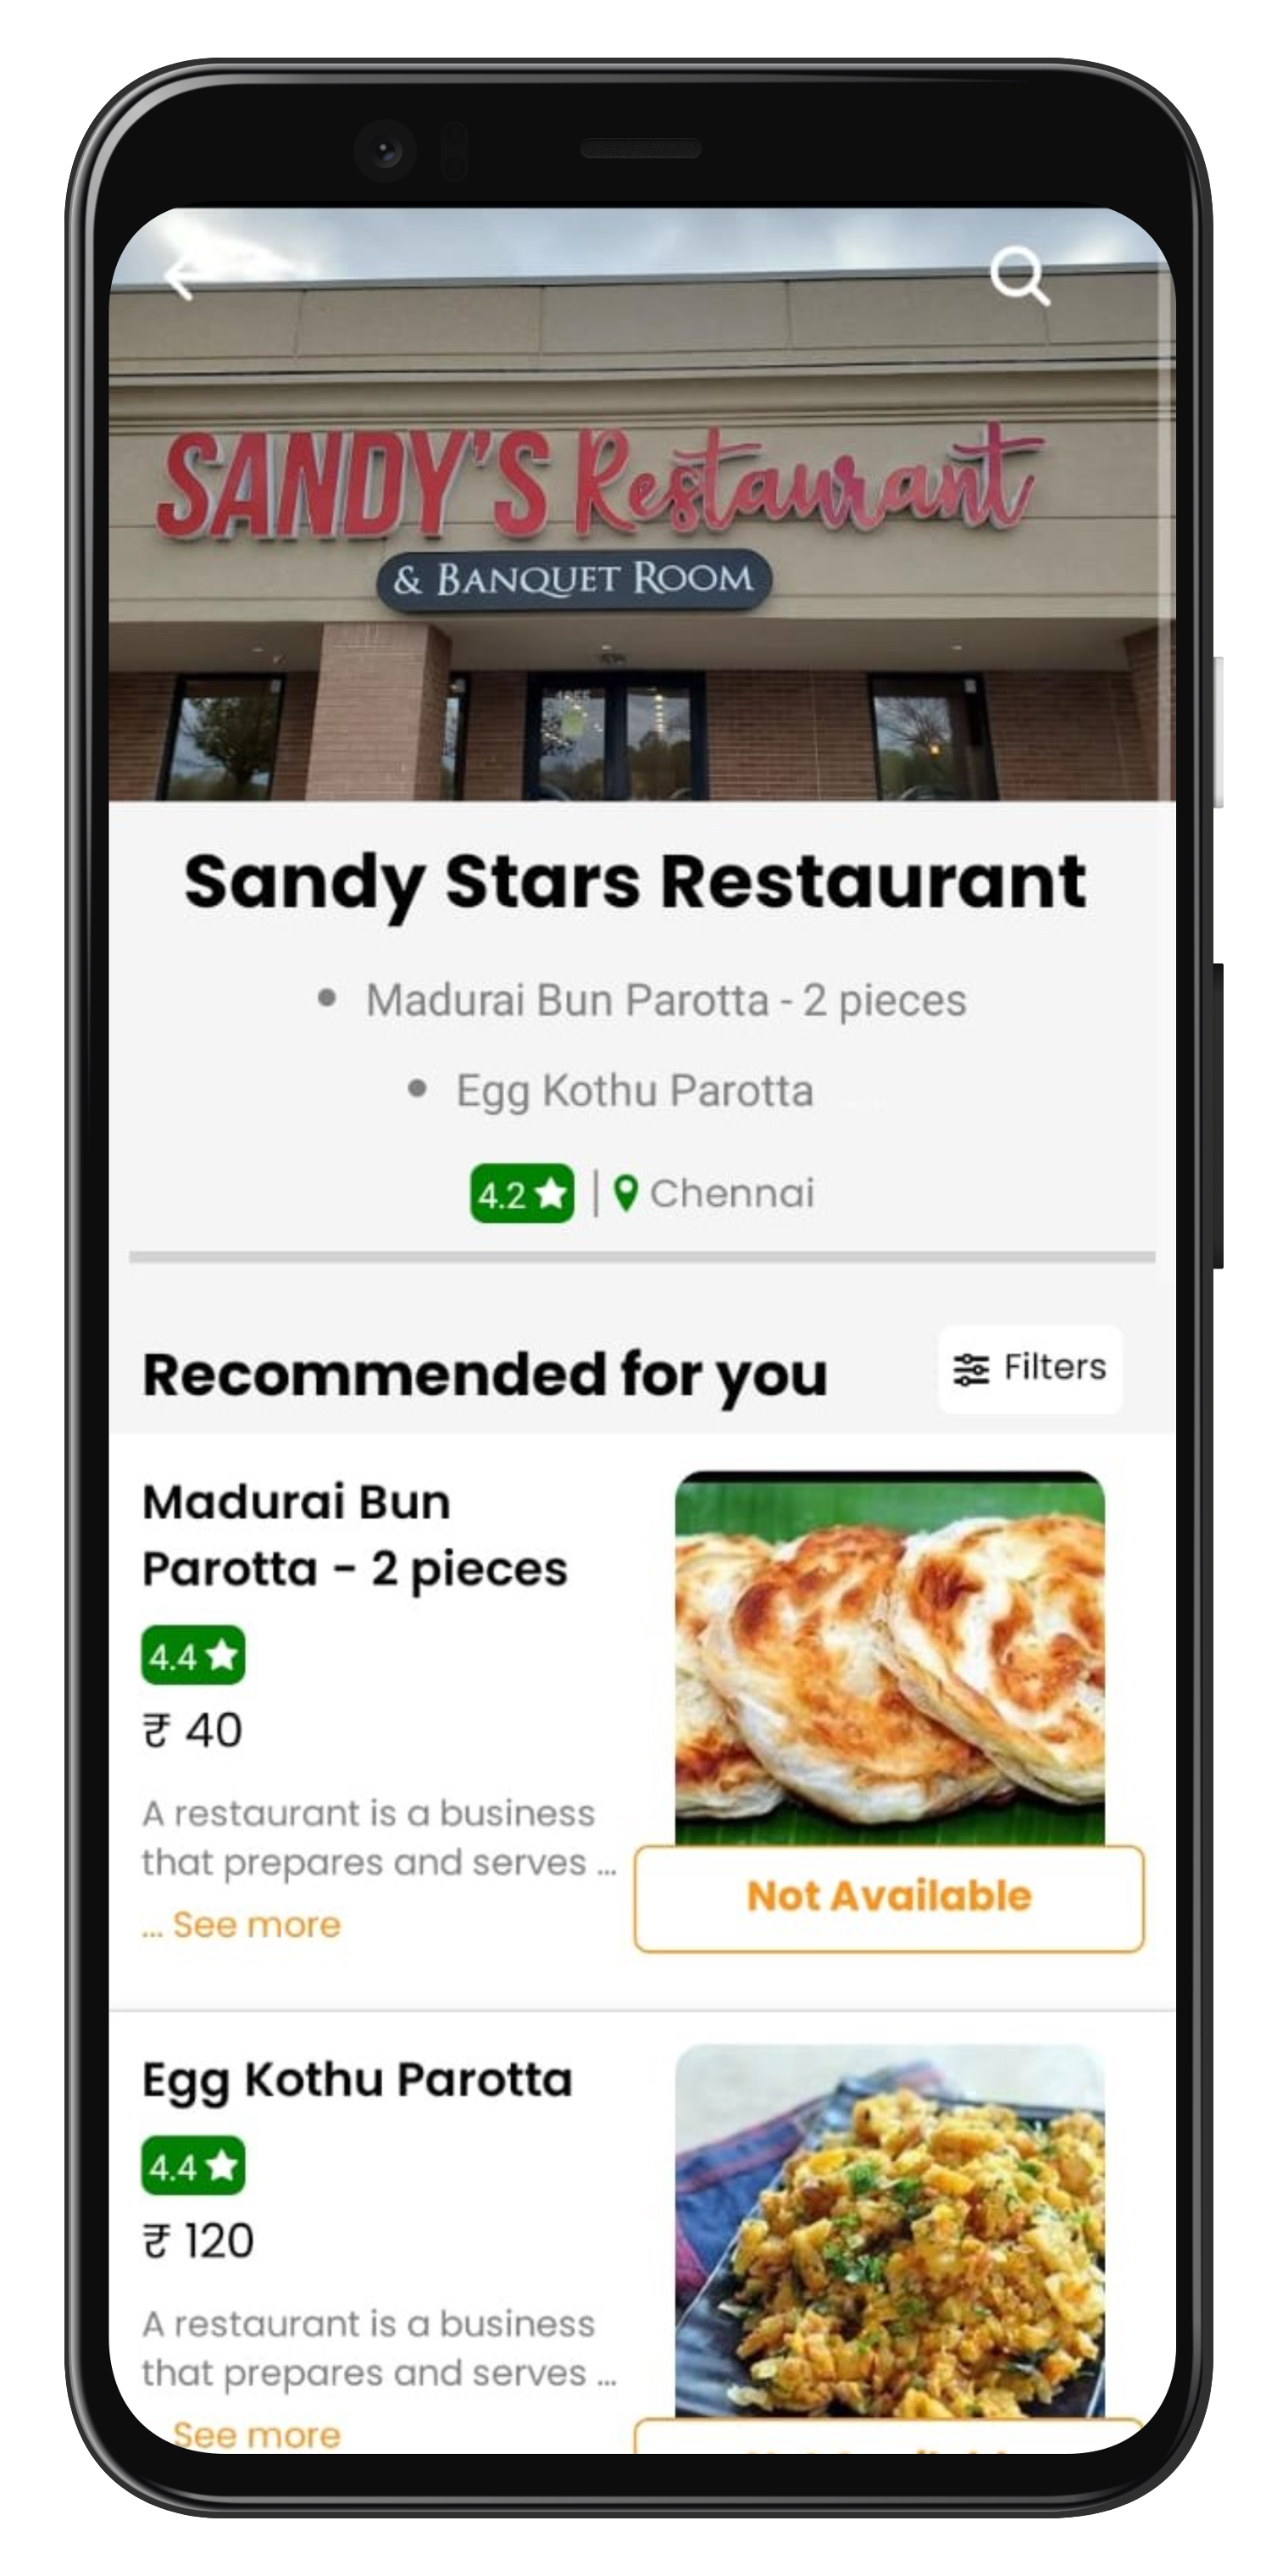 SANDY'S Restaurant
& BANQUET ROOM
Sandy Stars Restaurant
• Madurai Bun Parotta - 2 pieces
• Egg Kothu Parotta
4.2 ★ | Chennai
Recommended for you
Filters
Madurai Bun
Parotta - 2 pieces
4.4 ★
₹ 40
A restaurant is a business
that prepares and serves ...
... See more
Not Available
Egg Kothu Parotta
4.4 ★
₹ 120
A restaurant is a business
that prepares and serves ...
See more